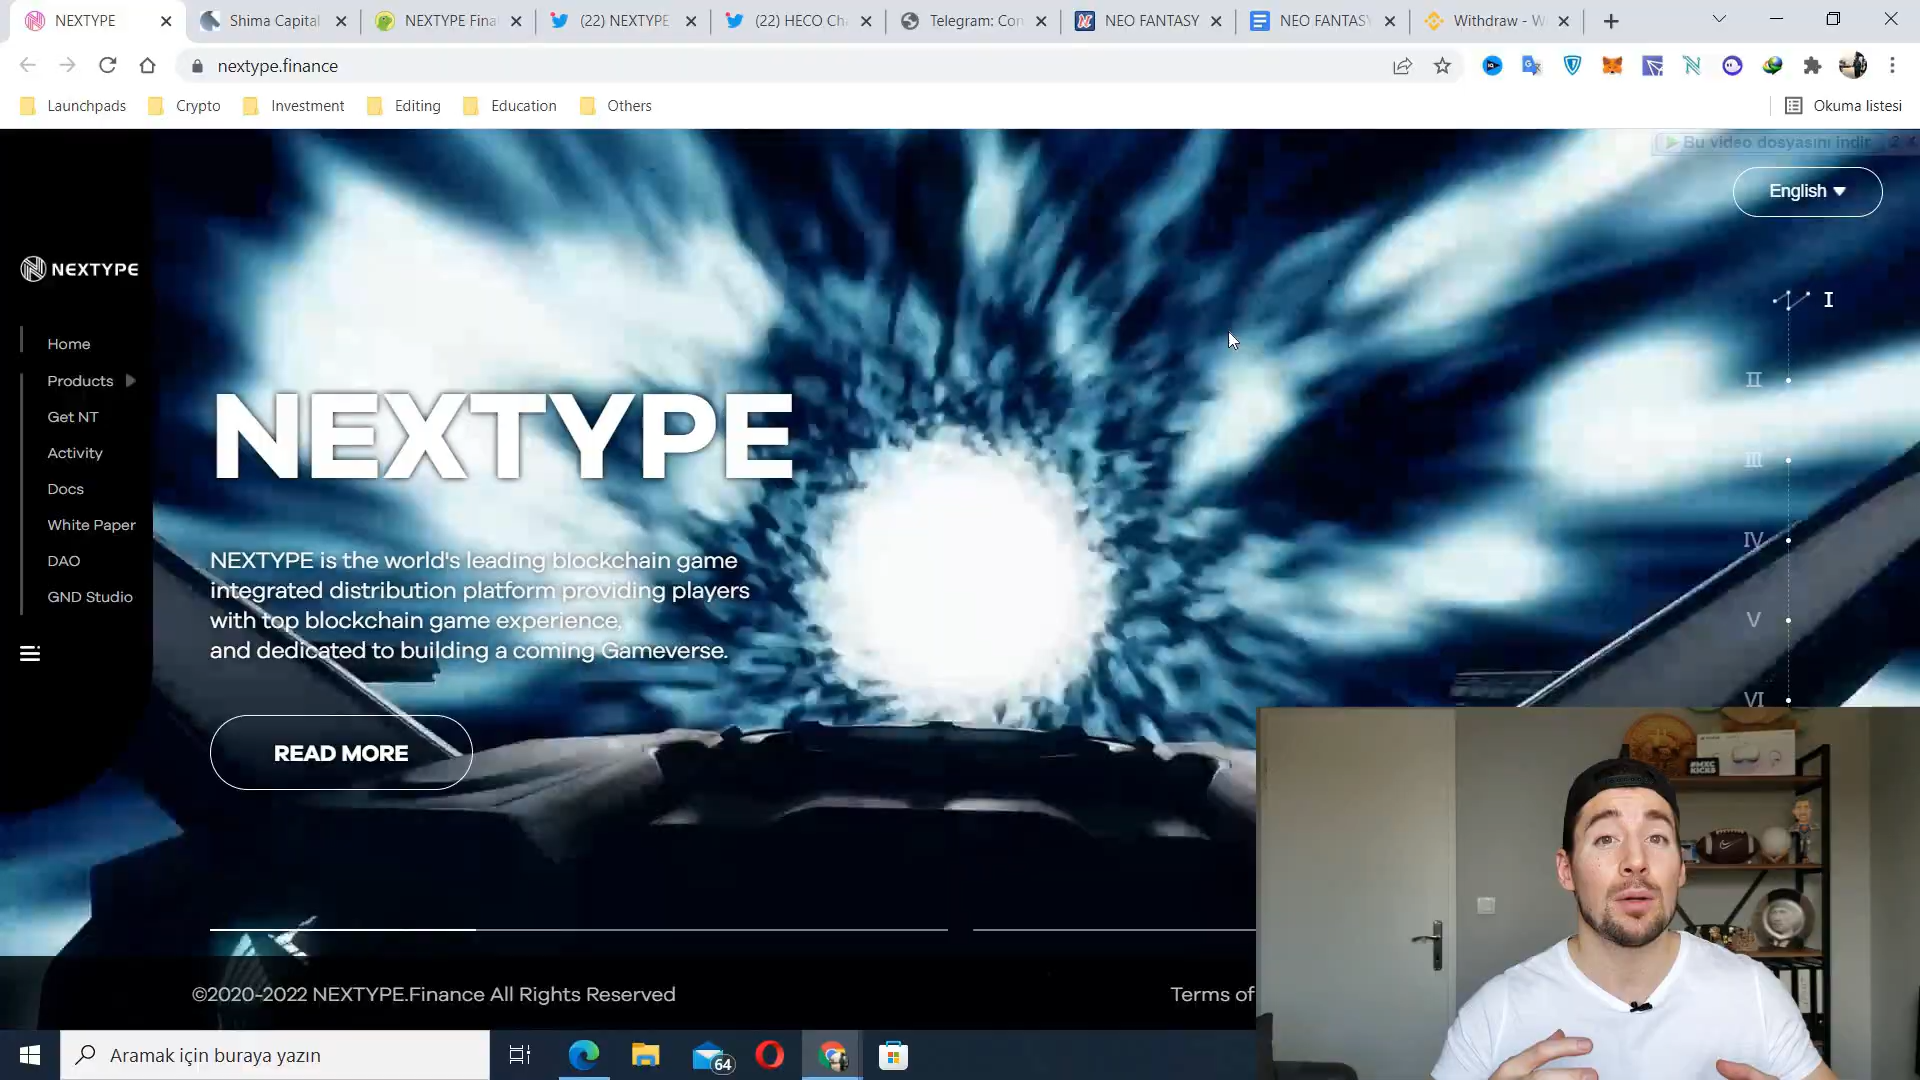 NEXTYPE
Shima Capital
NEXTYPE Fina
(22) NEXTYPE
(22) HECO Ch
Telegram: Con
NEO FANTASY
NEO FANTASY
Withdraw - W
nextype.finance
Launchpads
Crypto
Investment
Editing
Education
Others
Okuma listesi
Bu video dosyasını indir
English
NEXTYPE
I
Home
II
Products
Get NT
Activity
III
Docs
White Paper
IV
DAO
GND Studio
V
VI
NEXTYPE
NEXTYPE is the world's leading blockchain game
integrated distribution platform providing players
with top blockchain game experience,
and dedicated to building a coming Gameverse.
READ MORE
#MXC
KICKS
©2020-2022 NEXTYPE.Finance All Rights Reserved
Terms of
Aramak için buraya yazın
64